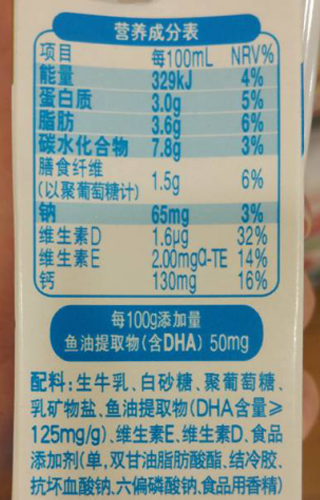 营养成分表
项目 每100mL NRV%
能量 329kJ 4%
蛋白质 3.0g 5%
脂肪 3.6g 6%
碳水化合物 7.8g 3%
膳食纤维
(以聚葡萄糖计) 1.5g 6%
钠 65mg 3%
维生素D 1.6μg 32%
维生素E 2.00mgα-TE 14%
钙 130mg 16%
每100g添加量
鱼油提取物(含DHA) 50mg
配料:生牛乳、白砂糖、聚葡萄糖、
乳矿物盐、鱼油提取物(DHA含量≥
125mg/g)、维生素E、维生素D、食品
添加剂(单,双甘油脂肪酸酯、结冷胶、
抗坏血酸钠、六偏磷酸钠、食品用香精)